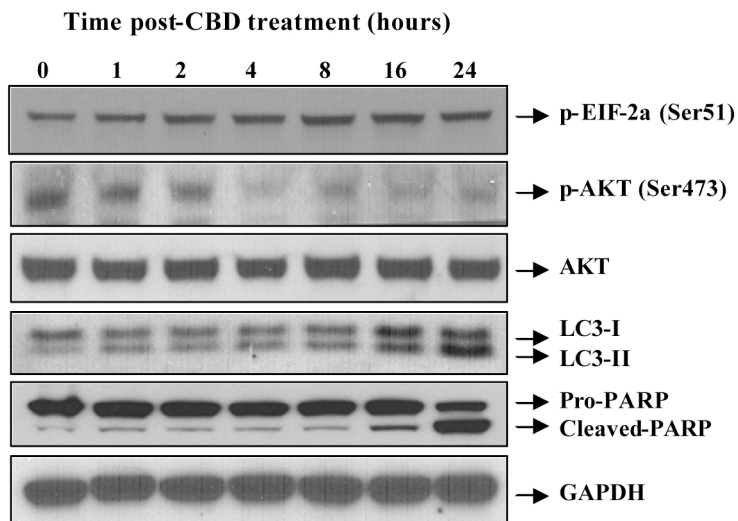 Time post-CBD treatment (hours)
0 1 2 4 8 16 24
p-EIF-2a (Ser51)
p-AKT (Ser473)
AKT
LC3-I
LC3-II
Pro-PARP
Cleaved-PARP
GAPDH